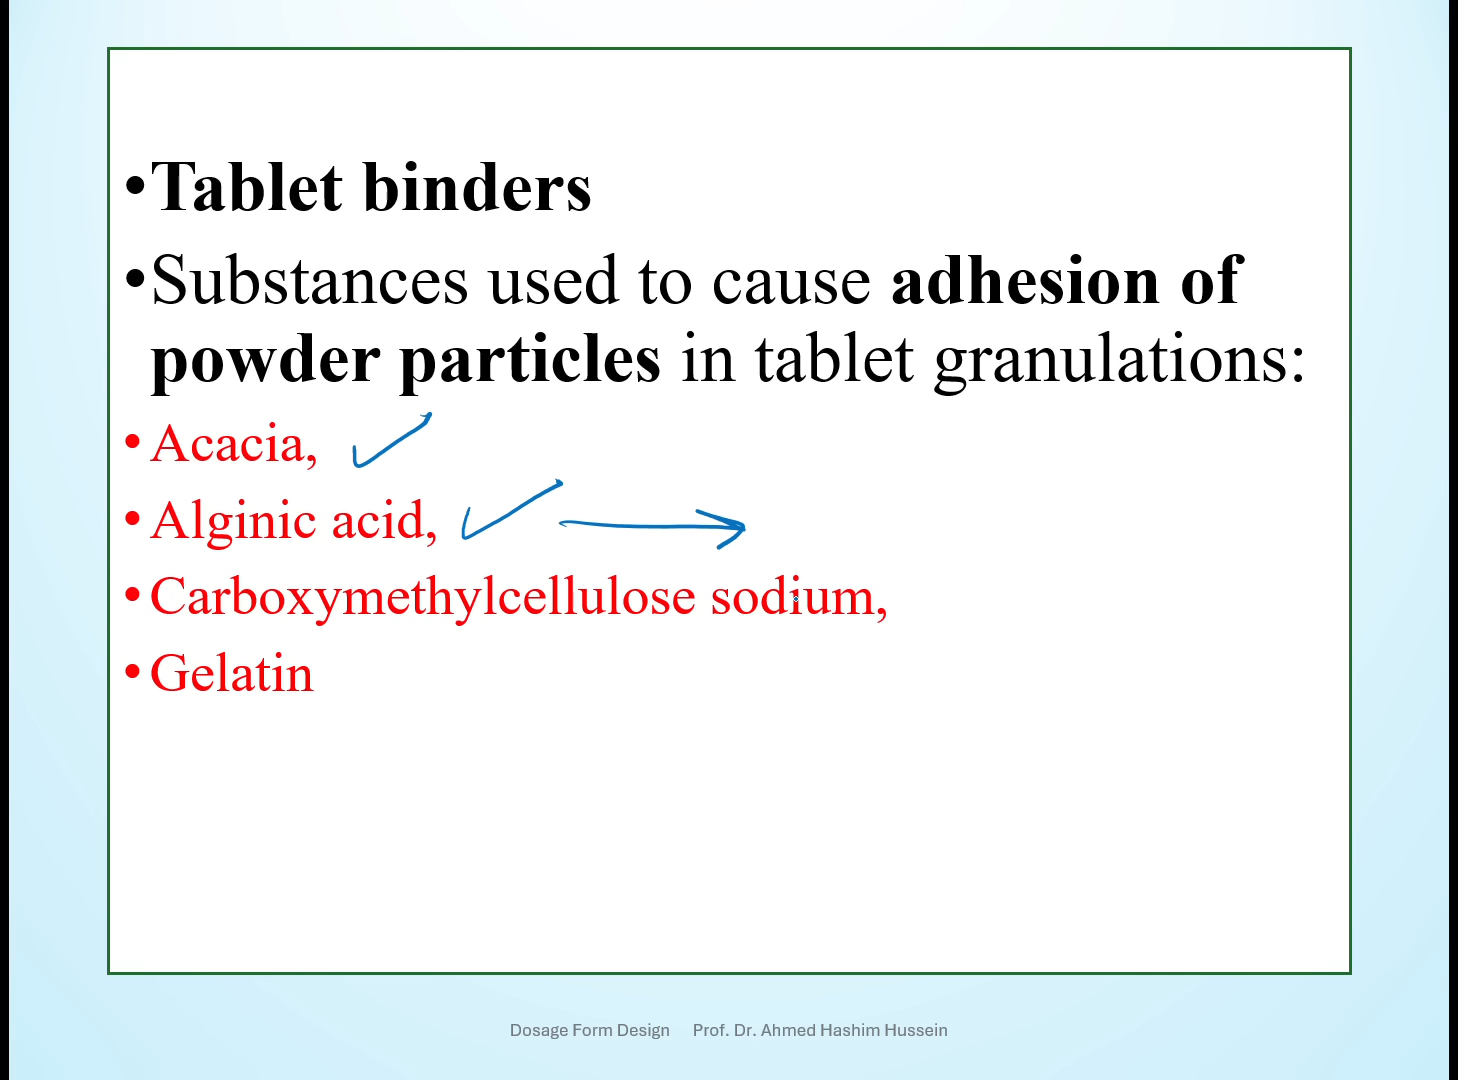 •Tablet binders
•Substances used to cause adhesion of
powder particles in tablet granulations:
•Acacia,
•Alginic acid,
•Carboxymethylcellulose sodium,
•Gelatin
Dosage Form Design Prof. Dr. Ahmed Hashim Hussein